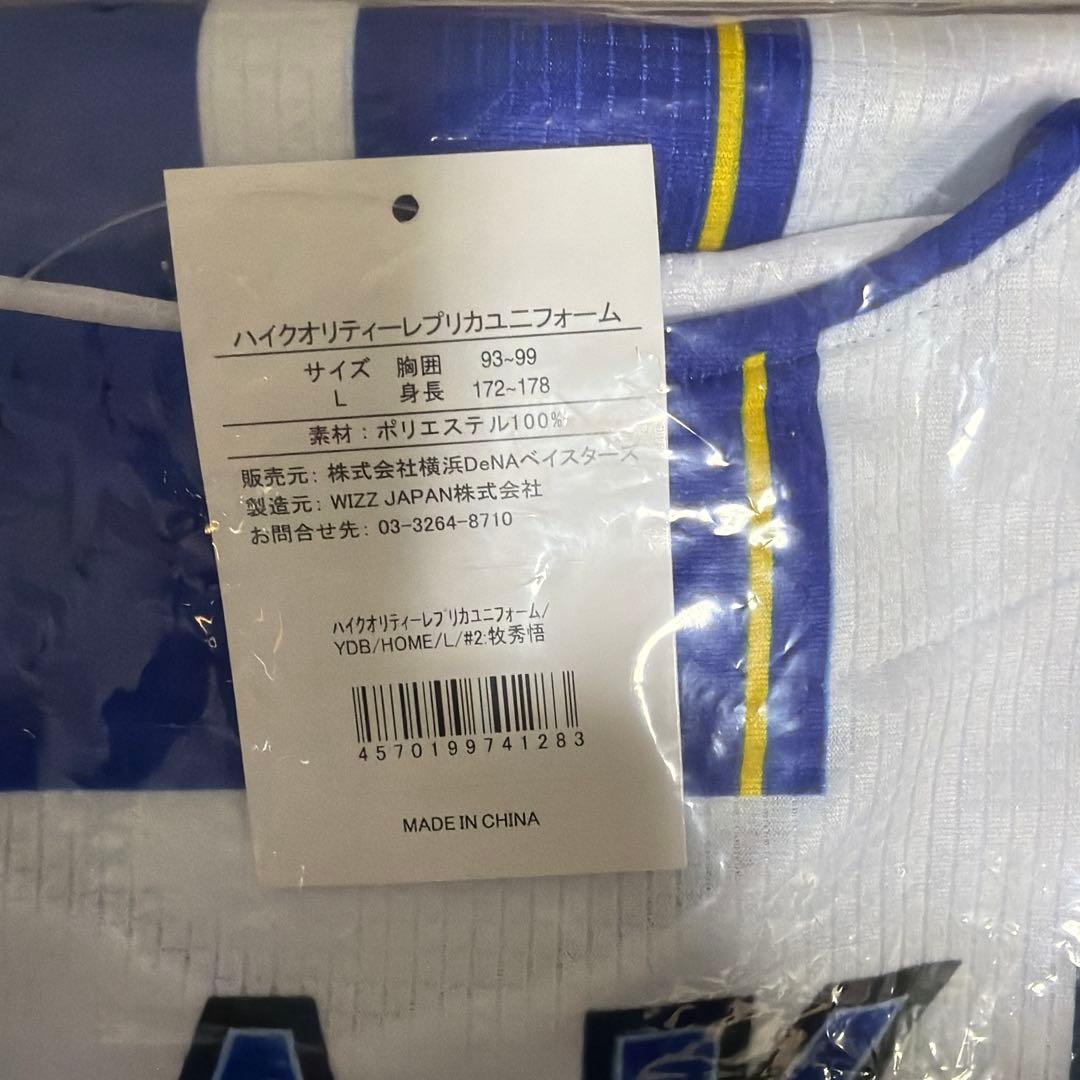 ハイクオリティーレプリカユニフォーム
サイズ 胸囲 93~99
L 身長 172~178
素材：ポリエステル100%
販売元：株式会社横浜DeNAベイスターズ
製造元：WIZZ JAPAN株式会社
お問合せ先：03-3264-8710
ﾊｲｸｵﾘﾃｨｰﾚﾌﾟﾘｶﾕﾆﾌｫｰﾑ/
YDB/HOME/L/#2:牧秀悟
4570199741283
MADE IN CHINA